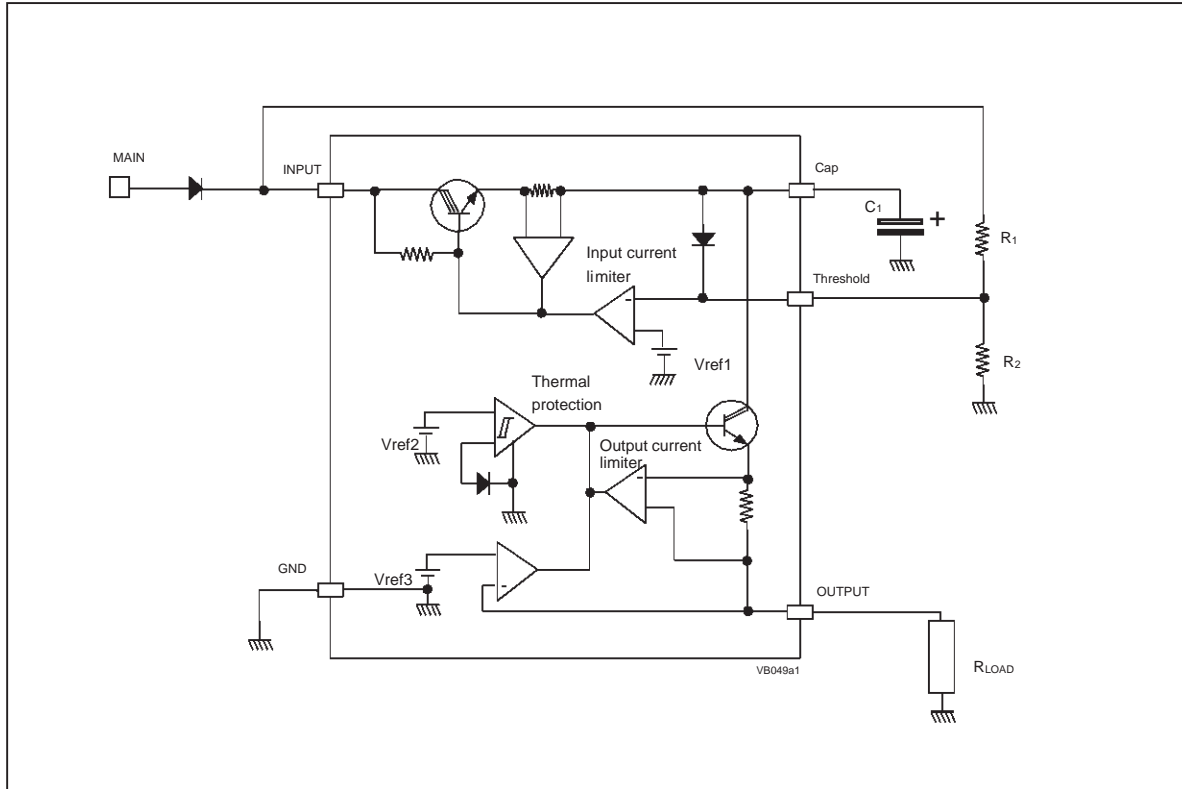 MAIN
INPUT
Cap
C1
+
R1
Input current
limiter
Threshold
-
Vref1
R2
Thermal
protection
Vref2
Output current
limiter
-
GND
Vref3
-
OUTPUT
VB049a1
RLOAD